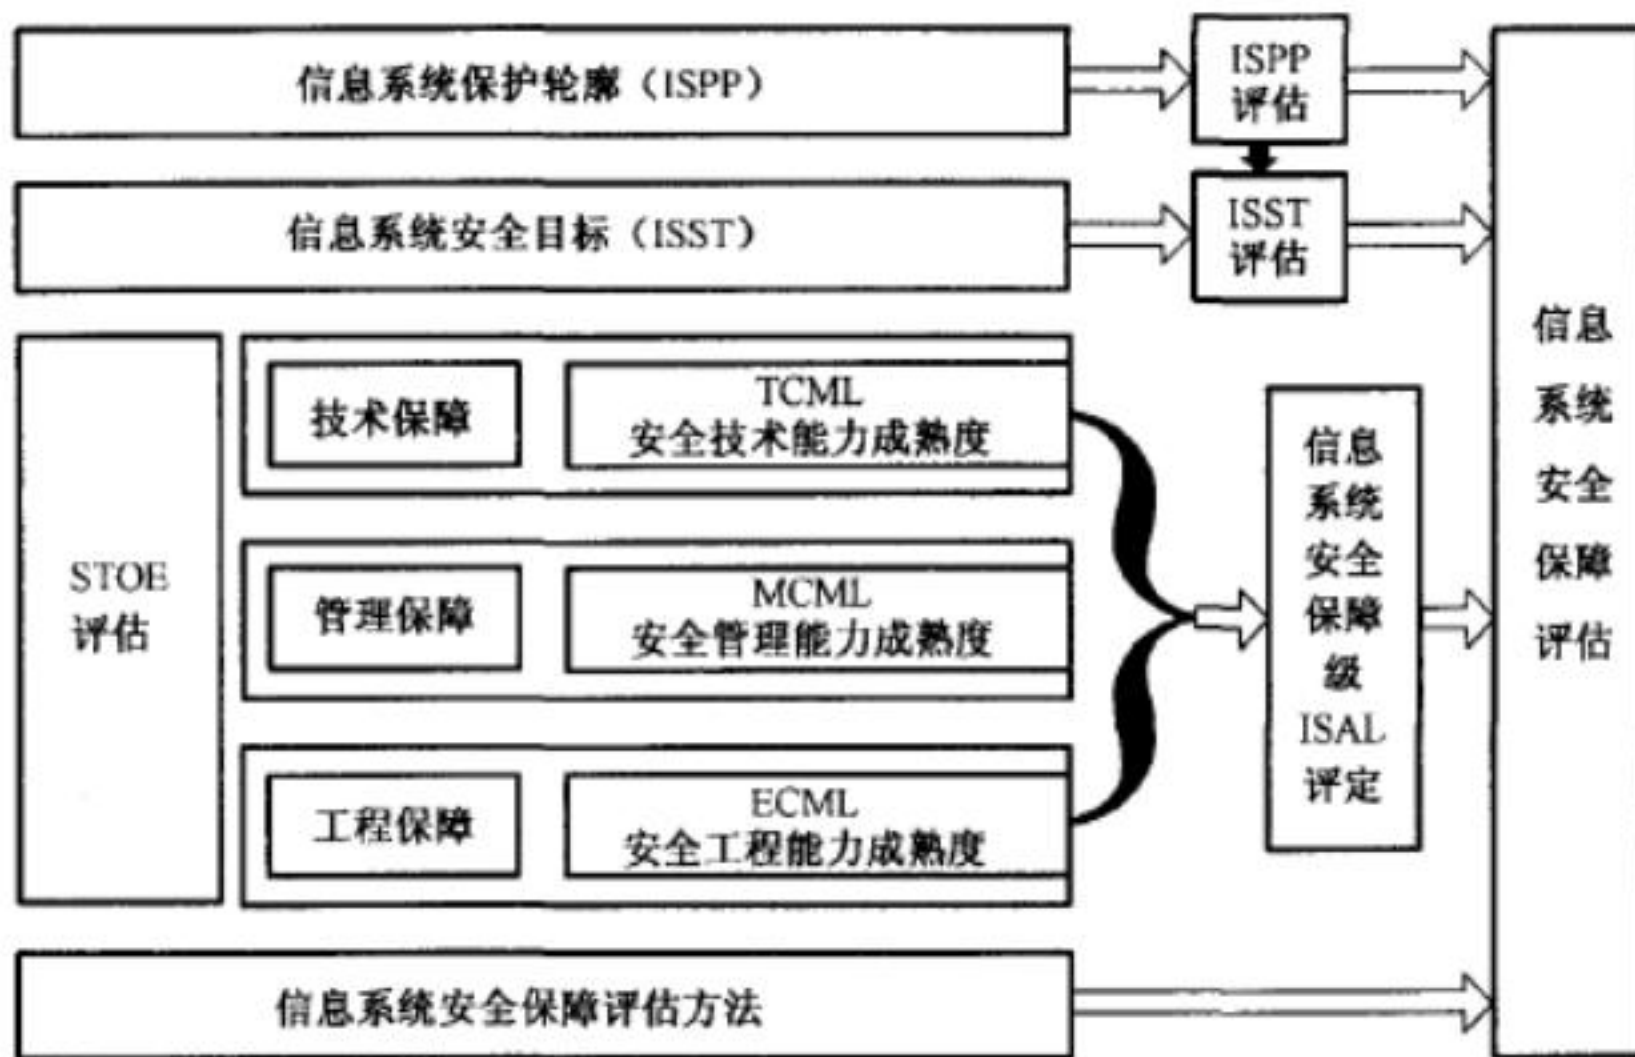 信息系统保护轮廓（ISPP）
ISPP
评估
信息系统安全目标（ISST）
ISST
评估
STOE
评估
技术保障
TCML
安全技术能力成熟度
管理保障
MCML
安全管理能力成熟度
工程保障
ECML
安全工程能力成熟度
信息
系统
安全
保障
级
ISAL
评定
信息系统安全保障评估方法
信息
系统
安全
保障
评估